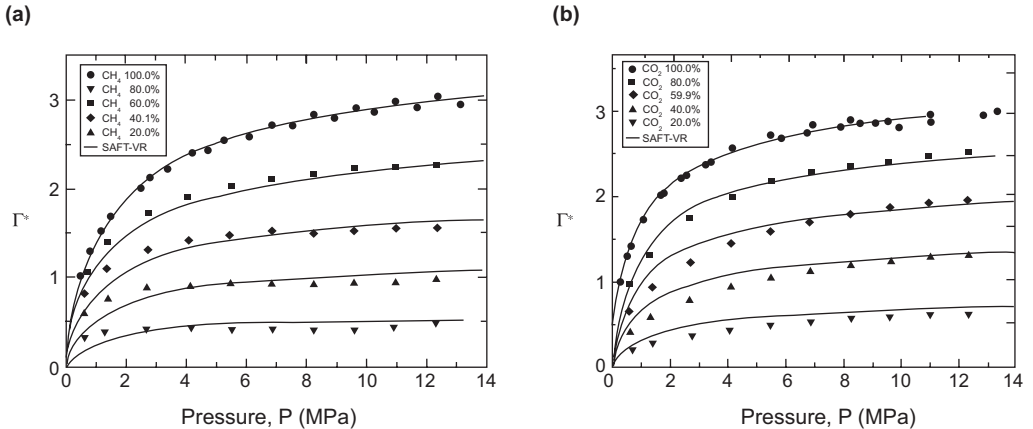 (a)
CH4 100.0%
CH4 80.0%
CH4 60.0%
CH4 40.1%
CH4 20.0%
SAFT-VR
3
2
1
0
Γ*
0 2 4 6 8 10 12 14
Pressure, P (MPa)
(b)
CO2 100.0%
CO2 80.0%
CO2 59.9%
CO2 40.0%
CO2 20.0%
SAFT-VR
3
2
1
0
Γ*
0 2 4 6 8 10 12 14
Pressure, P (MPa)